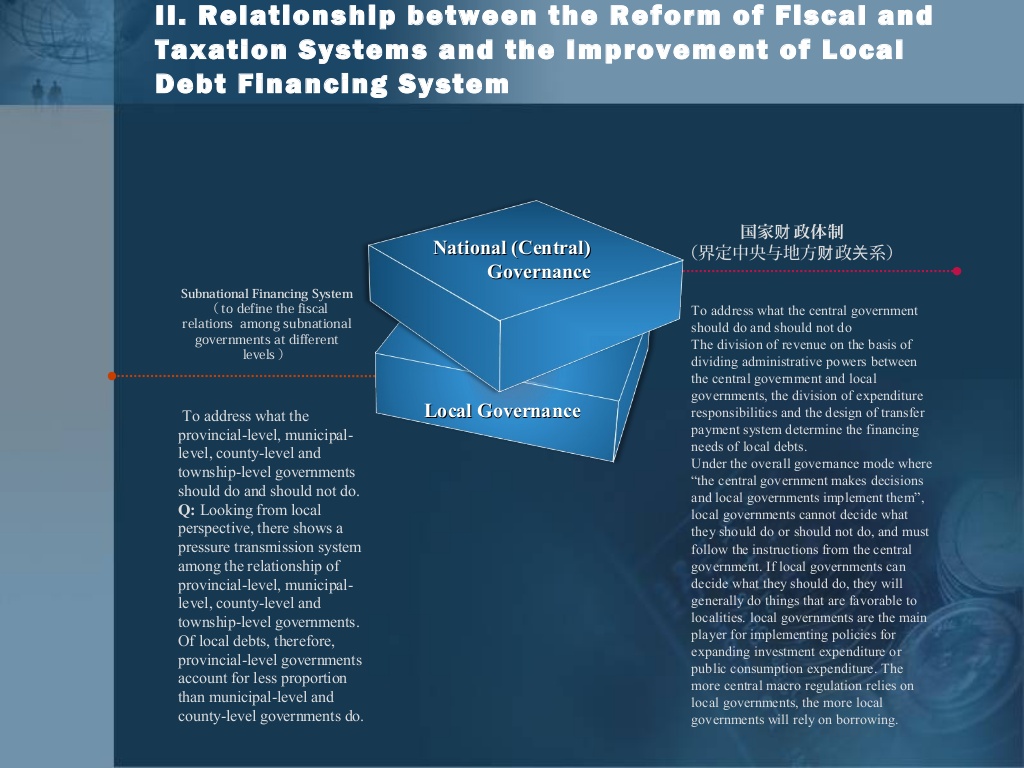 II. Relationship between the Reform of Fiscal and
Taxation Systems and the Improvement of Local
Debt Financing System
National (Central)
Governance
Local Governance
Subnational Financing System
（to define the fiscal
relations among subnational
governments at different
levels）
To address what the
provincial-level, municipal-
level, county-level and
township-level governments
should do and should not do.
Q: Looking from local
perspective, there shows a
pressure transmission system
among the relationship of
provincial-level, municipal-
level, county-level and
township-level governments.
Of local debts, therefore,
provincial-level governments
account for less proportion
than municipal-level and
county-level governments do.
国家财政体制
（界定中央与地方财政关系）
To address what the central government
should do and should not do
The division of revenue on the basis of
dividing administrative powers between
the central government and local
governments, the division of expenditure
responsibilities and the design of transfer
payment system determine the financing
needs of local debts.
Under the overall governance mode where
“the central government makes decisions
and local governments implement them”,
local governments cannot decide what
they should do or should not do, and must
follow the instructions from the central
government. If local governments can
decide what they should do, they will
generally do things that are favorable to
localities. local governments are the main
player for implementing policies for
expanding investment expenditure or
public consumption expenditure. The
more central macro regulation relies on
local governments, the more local
governments will rely on borrowing.